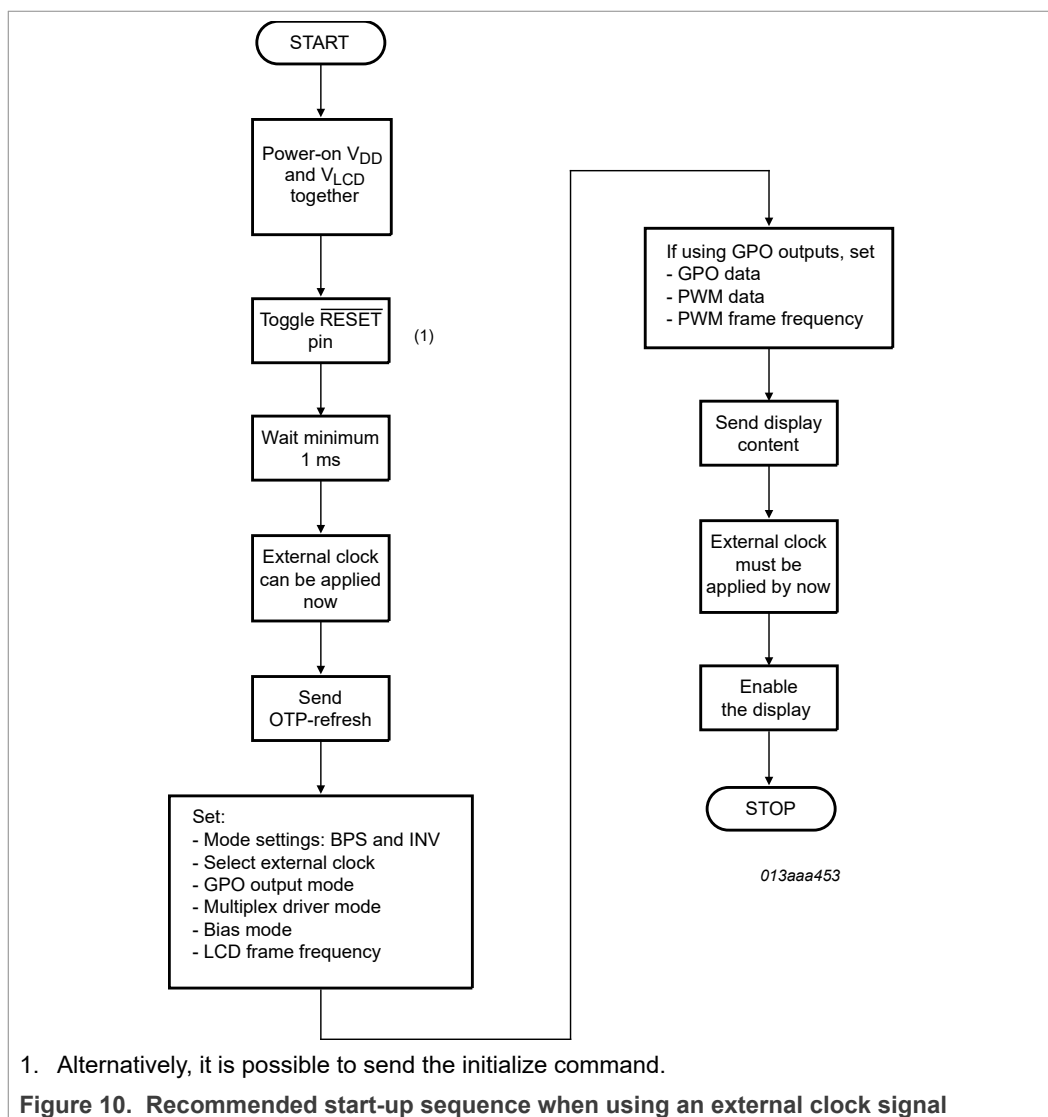 START
Power-on VDD
and VLCD
together
Toggle RESET
pin
(1)
Wait minimum
1 ms
External clock
can be applied
now
Send
OTP-refresh
Set:
- Mode settings: BPS and INV
- Select external clock
- GPO output mode
- Multiplex driver mode
- Bias mode
- LCD frame frequency
If using GPO outputs, set
- GPO data
- PWM data
- PWM frame frequency
Send display
content
External clock
must be
applied by now
Enable
the display
STOP
013aaa453
1. Alternatively, it is possible to send the initialize command.
Figure 10. Recommended start-up sequence when using an external clock signal